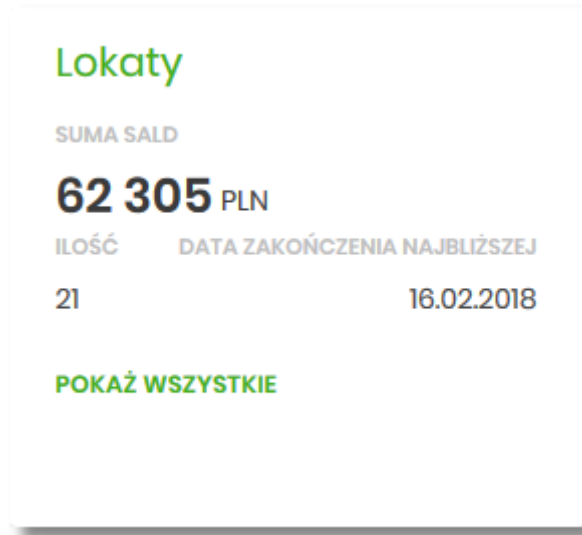 Lokaty
SUMA SALD
62 305 PLN
ILOŚĆ DATA ZAKOŃCZENIA NAJBLIŻSZEJ
21 16.02.2018
POKAŻ WSZYSTKIE